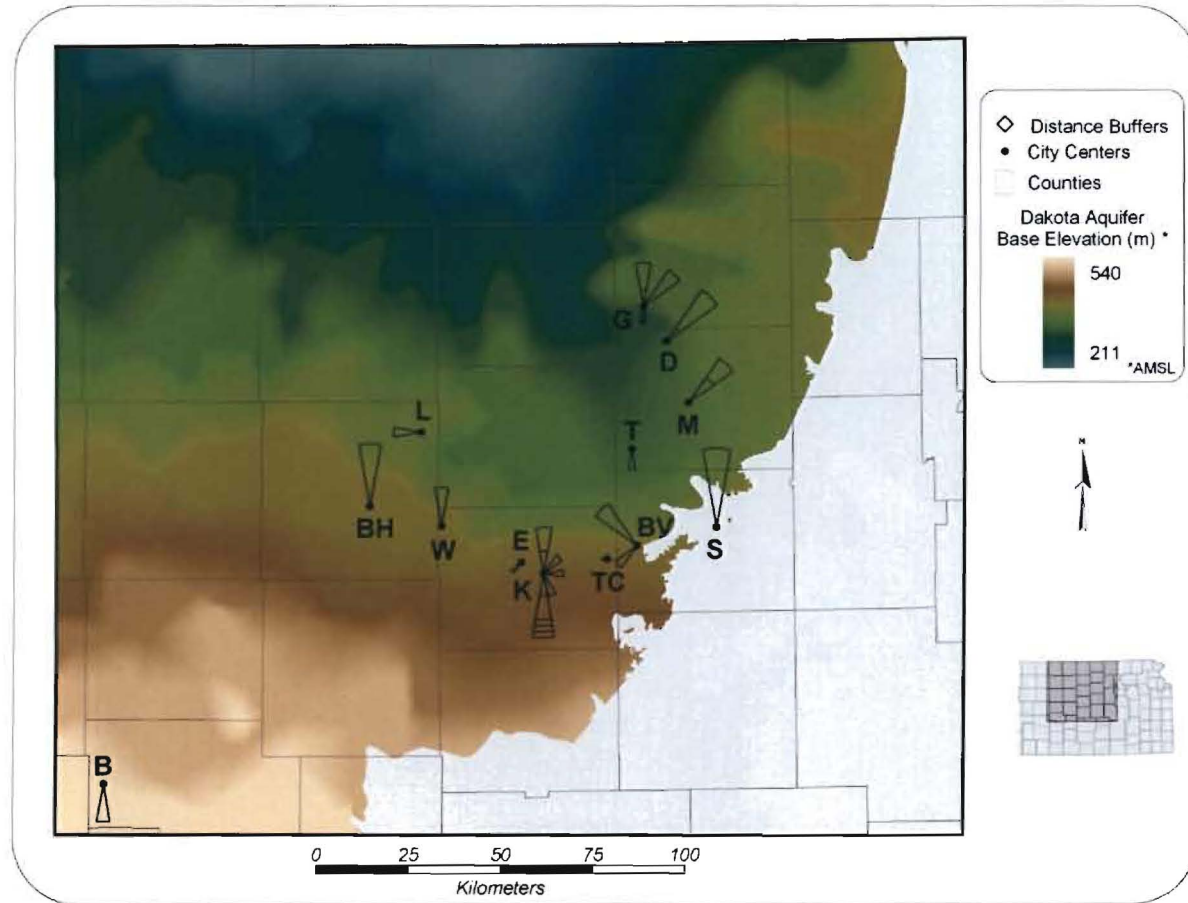 G
D
M
L
T
BH
W
E
BV
S
K
TC
B
0 25 50 75 100
Kilometers
Distance Buffers
City Centers
Counties
Dakota Aquifer
Base Elevation (m) *
540
211
*AMSL
N